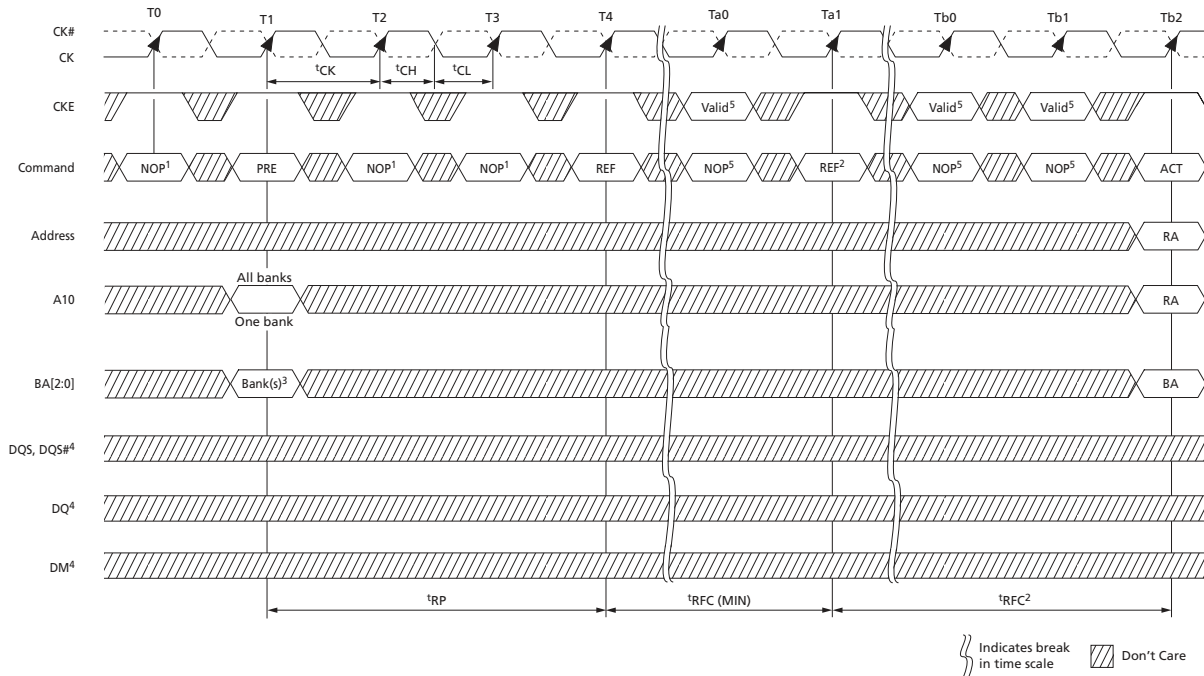 T0 T1 T2 T3 T4 Ta0 Ta1 Tb0 Tb1 Tb2
CK#
CK
tCK tCH tCL
CKE Valid5 Valid5 Valid5
Command NOP1 PRE NOP1 NOP1 REF NOP5 REF2 NOP5 NOP5 ACT
Address RA
All banks
A10 RA
One bank
BA[2:0] Bank(s)3 BA
DQS, DQS#4
DQ4
DM4
tRP tRFC (MIN) tRFC2
Indicates break
in time scale
Don't Care